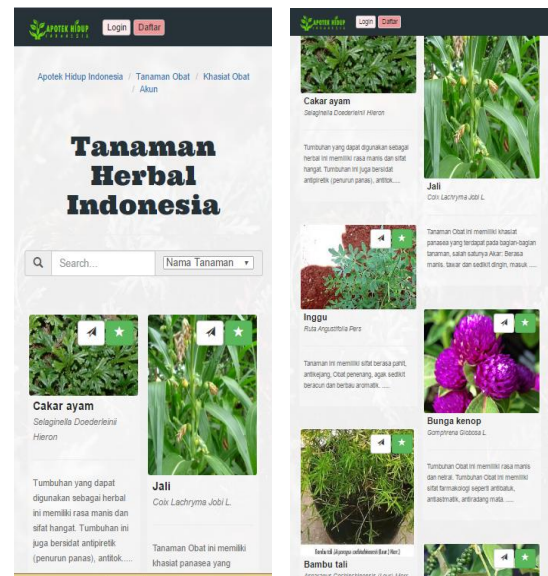 APOTEK HIDUP
INDONESIA
Login
Daftar
Apotek Hidup Indonesia / Tanaman Obat / Khasiat Obat
/ Akun
Tanaman
Herbal
Indonesia
Search...
Nama Tanaman
Cakar ayam
Selaginella Doederleinii
Hieron
Tumbuhan yang dapat
digunakan sebagai herbal
ini memiliki rasa manis dan
sifat hangat. Tumbuhan ini
juga bersidat antipiretik
(penurun panas), antitok.....
Jali
Coix Lachryma Jobi L.
Tanaman Obat ini memiliki
khasiat panasea yang
APOTEK HIDUP
INDONESIA
Login
Daftar
Cakar ayam
Selaginella Doederleinii Hieron
Tumbuhan yang dapat digunakan sebagai
herbal ini memiliki rasa manis dan sifat
hangat. Tumbuhan ini juga bersidat
antipiretik (penurun panas), antitok.....
Jali
Coix Lachryma Jobi L.
Tanaman Obat ini memiliki khasiat
panasea yang terdapat pada bagian-bagian
tanaman, salah satunya Akar: Berasa
manis, tawar dan sedikit dingin, masuk .....
Inggu
Ruta Angustifolia Pers
Tanaman ini memiliki sifat berasa pahit,
antikejang, Obat penenang, agak sedikit
beracun dan berbau aromatik. .....
Bunga kenop
Gomphrena Globosa L.
Tumbuhan Obat ini memiliki rasa manis
dan netral. Tumbuhan Obat ini memiliki
sifat farmakologi seperti antibatuk,
antiastmatik, antiradang mata. .....
Bambu tali